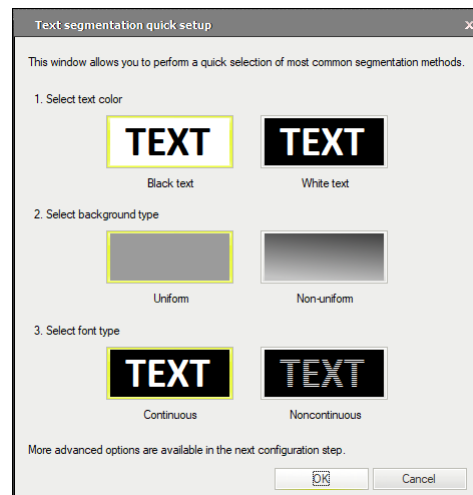 Text segmentation quick setup
x
This window allows you to perform a quick selection of most common segmentation methods.
1. Select text color
TEXT TEXT
Black text White text
2. Select background type
Uniform Non-uniform
3. Select font type
TEXT TEXT
Continuous Noncontinuous
More advanced options are available in the next configuration step.
OK Cancel